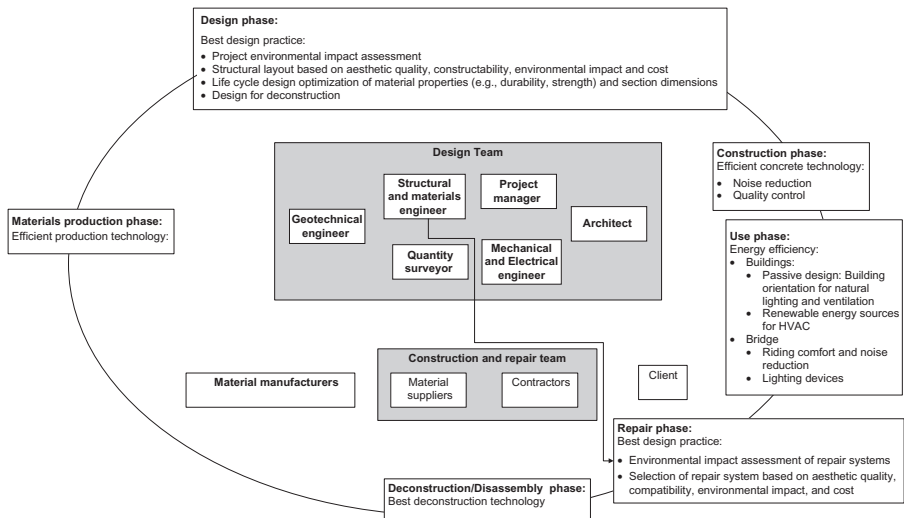 Design phase:
Best design practice:
• Project environmental impact assessment
• Structural layout based on aesthetic quality, constructability, environmental impact and cost
• Life cycle design optimization of material properties (e.g., durability, strength) and section dimensions
• Design for deconstruction
Design Team
Structural
and materials
engineer
Project
manager
Geotechnical
engineer
Architect
Quantity
surveyor
Mechanical
and Electrical
engineer
Construction phase:
Efficient concrete technology:
• Noise reduction
• Quality control
Materials production phase:
Efficient production technology:
Use phase:
Energy efficiency:
• Buildings:
• Passive design: Building
orientation for natural
lighting and ventilation
• Renewable energy sources
for HVAC
• Bridge
• Riding comfort and noise
reduction
• Lighting devices
Construction and repair team
Material
suppliers
Contractors
Material manufacturers
Client
Repair phase:
Best design practice:
• Environmental impact assessment of repair systems
• Selection of repair system based on aesthetic quality,
compatibility, environmental impact, and cost
Deconstruction/Disassembly phase:
Best deconstruction technology